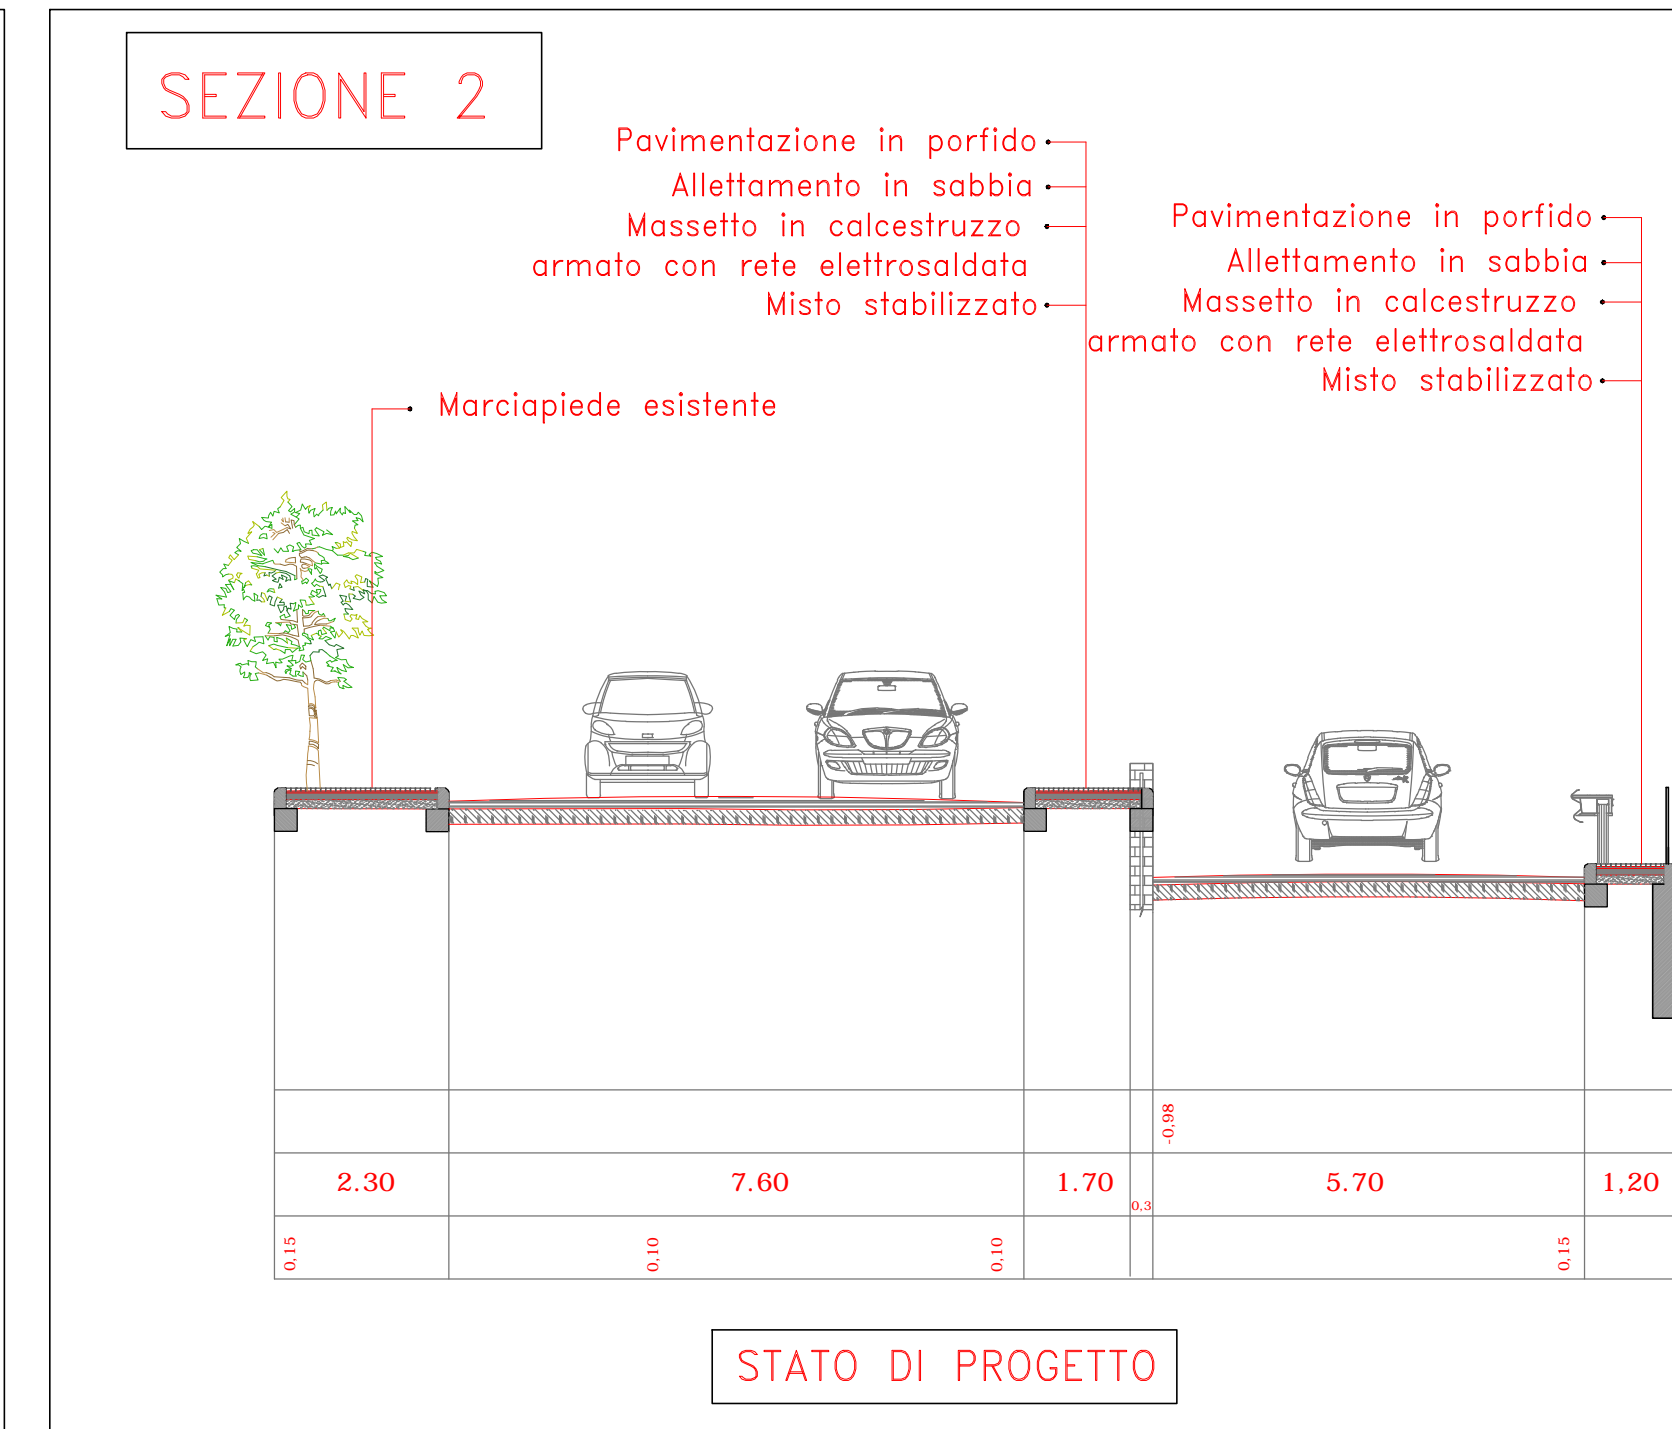 SEZIONE 2
Pavimentazione in porfido
Allettamento in sabbia
Massetto in calcestruzzo
armato con rete elettrosaldata
Misto stabilizzato
Pavimentazione in porfido
Allettamento in sabbia
Massetto in calcestruzzo
armato con rete elettrosaldata
Misto stabilizzato
Marciapiede esistente
-0,98
2.30
7.60
1.70
0,3
5.70
1,20
0,15
0,10
0,10
0,15
STATO DI PROGETTO